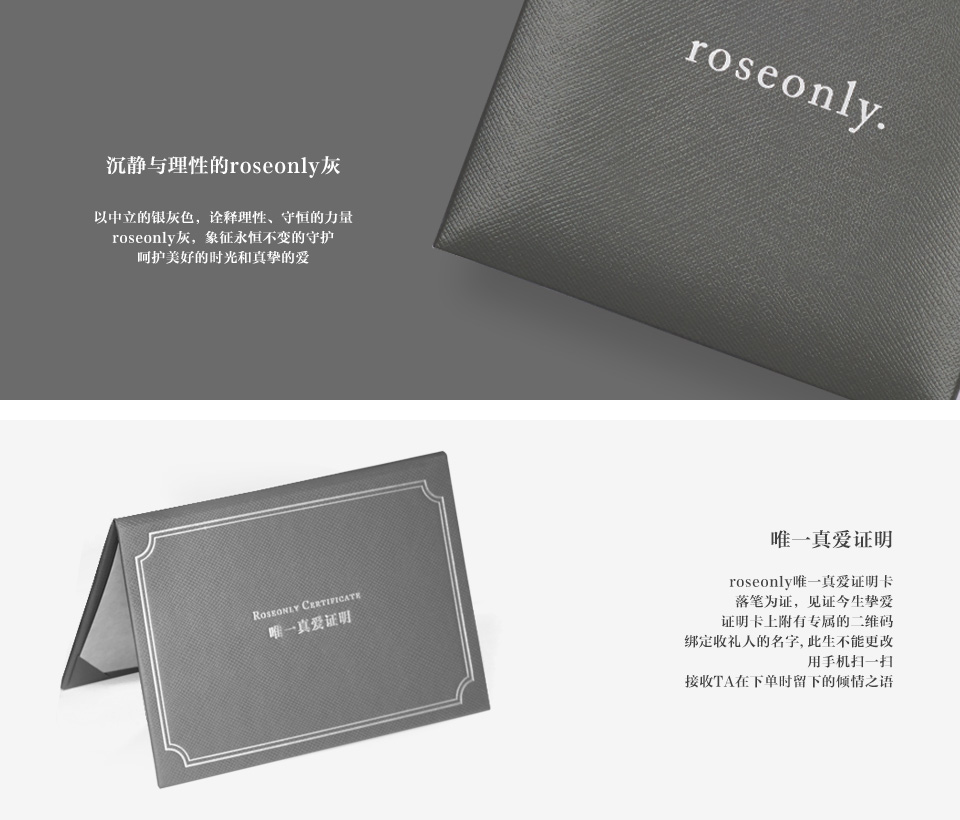 roseonly.
沉静与理性的roseonly灰
以中立的银灰色，诠释理性、守恒的力量
roseonly灰，象征永恒不变的守护
呵护美好的时光和真挚的爱
ROSEONLY CERTIFICATE
唯一真爱证明
唯一真爱证明
roseonly唯一真爱证明卡
落笔为证，见证今生挚爱
证明卡上附有专属的二维码
绑定收礼人的名字, 此生不能更改
用手机扫一扫
接收TA在下单时留下的倾情之语